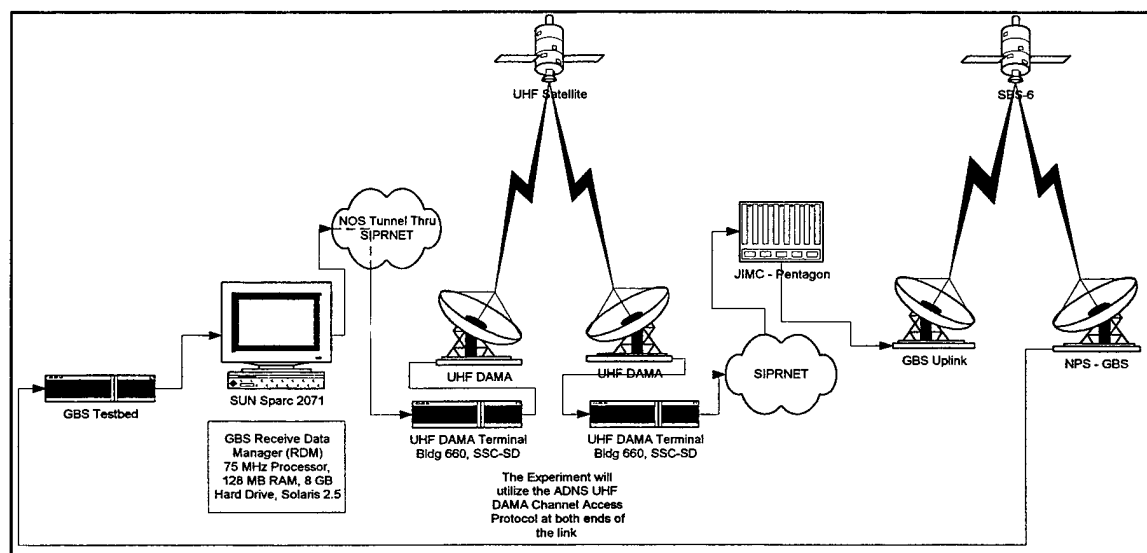 UHF Satellite
SBS-6
NOS Tunnel Thru
SIPRNET
JIMC - Pentagon
UHF DAMA
UHF DAMA
SIPRNET
GBS Uplink
NPS - GBS
GBS Testbed
SUN Sparc 2071
UHF DAMA Terminal
Bldg 660, SSC-SD
UHF DAMA Terminal
Bldg 660, SSC-SD
GBS Receive Data
Manager (RDM)
75 MHz Processor,
128 MB RAM, 8 GB
Hard Drive, Solaris 2.5
The Experiment will
utilize the ADNS UHF
DAMA Channel Access
Protocol at both ends of
the link